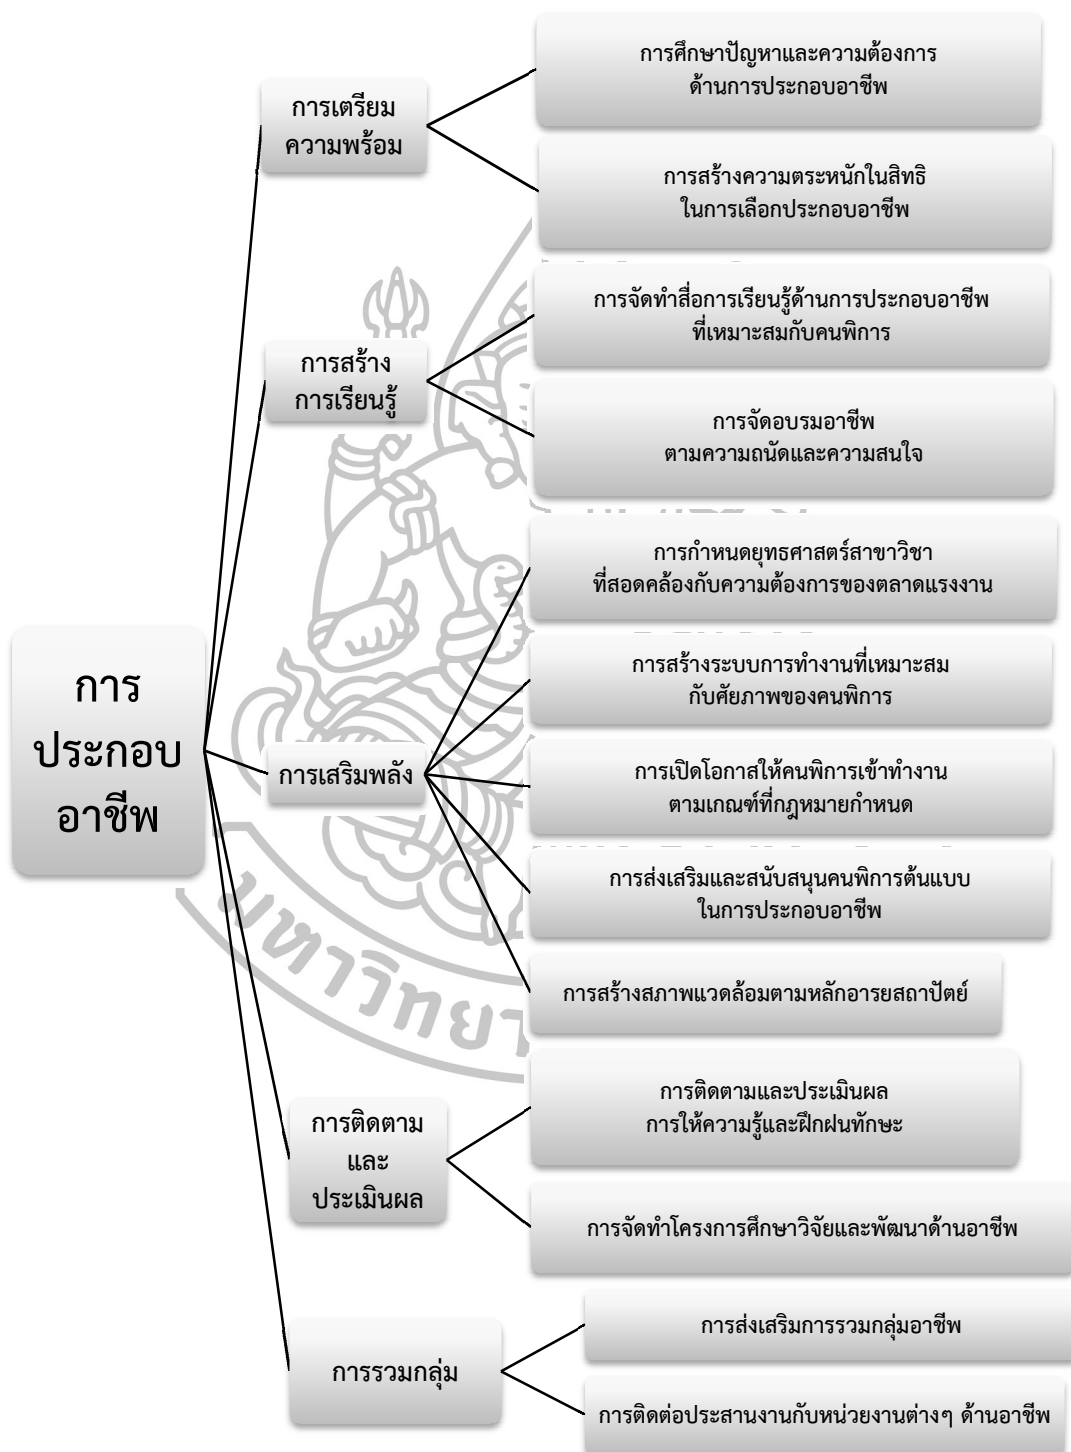 การ
ประกอบ
อาชีพ
การเตรียม
ความพร้อม
การศึกษาปัญหาและความต้องการ
ด้านการประกอบอาชีพ
การสร้างความตระหนักในสิทธิ
ในการเลือกประกอบอาชีพ
การสร้าง
การเรียนรู้
การจัดทำสื่อการเรียนรู้ด้านการประกอบอาชีพ
ที่เหมาะสมกับคนพิการ
การจัดอบรมอาชีพ
ตามความถนัดและความสนใจ
การเสริมพลัง
การกำหนดยุทธศาสตร์สาขาวิชา
ที่สอดคล้องกับความต้องการของตลาดแรงงาน
การสร้างระบบการทำงานที่เหมาะสม
กับศัยภาพของคนพิการ
การเปิดโอกาสให้คนพิการเข้าทำงาน
ตามเกณฑ์ที่กฎหมายกำหนด
การส่งเสริมและสนับสนุนคนพิการต้นแบบ
ในการประกอบอาชีพ
การสร้างสภาพแวดล้อมตามหลักอารยสถาปัตย์
การติดตาม
และ
ประเมินผล
การติดตามและประเมินผล
การให้ความรู้และฝึกฝนทักษะ
การจัดทำโครงการศึกษาวิจัยและพัฒนาด้านอาชีพ
การรวมกลุ่ม
การส่งเสริมการรวมกลุ่มอาชีพ
การติดต่อประสานงานกับหน่วยงานต่างๆ ด้านอาชีพ
มหาวิทยา